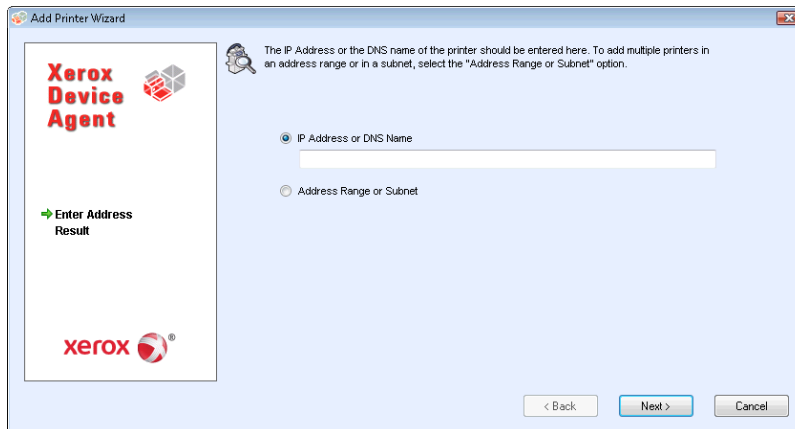 Add Printer Wizard
The IP Address or the DNS name of the printer should be entered here. To add multiple printers in
an address range or in a subnet, select the "Address Range or Subnet" option.
Xerox
Device
Agent
IP Address or DNS Name
Address Range or Subnet
Enter Address
Result
xerox ®
< Back
Next >
Cancel